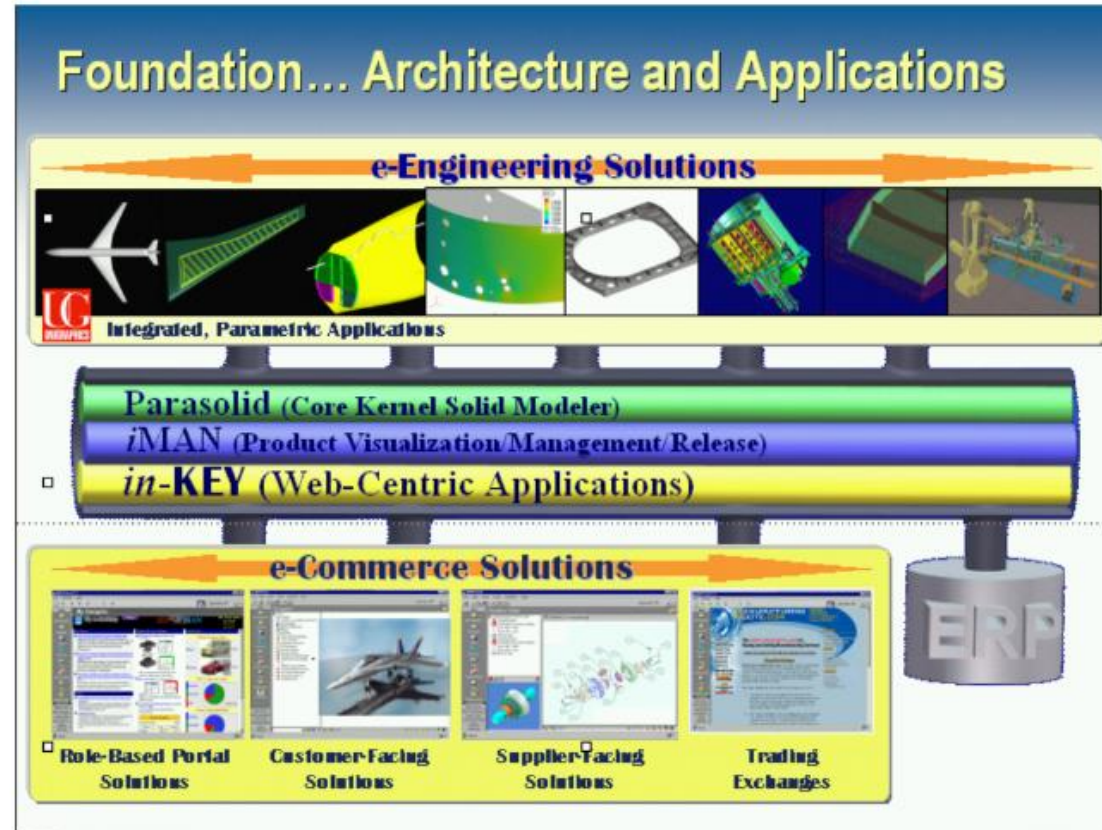 Foundation... Architecture and Applications
e-Engineering Solutions
UG
UNIGRAPHICS
Integrated, Parametric Applications
Parasolid (Core Kernel Solid Modeler)
iMAN (Product Visualization/Management/Release)
in-KEY (Web-Centric Applications)
e-Commerce Solutions
ERP
Role-Based Portal
Solutions
Customer-Facing
Solutions
Supplier-Facing
Solutions
Trading
Exchanges